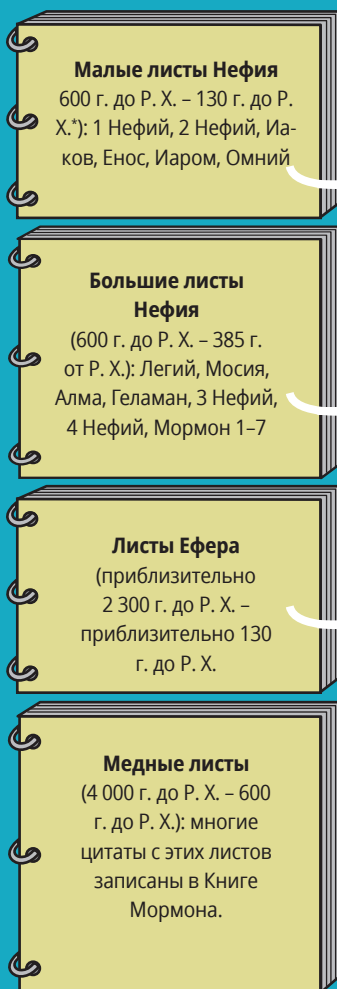 Малые листы Нефия
600 г. до Р. Х. – 130 г. до Р.
Х.*): 1 Нефий, 2 Нефий, Иа-
ков, Енос, Иаром, Омний
Большие листы
Нефия
(600 г. до Р. Х. – 385 г.
от Р. Х.): Легий, Мосия,
Алма, Геламан, 3 Нефий,
4 Нефий, Мормон 1–7
Листы Ефера
(приблизительно
2 300 г. до Р. Х. –
приблизительно 130
г. до Р. Х.
Медные листы
(4 000 г. до Р. Х. – 600
г. до Р. Х.): многие
цитаты с этих листов
записаны в Книге
Мормона.